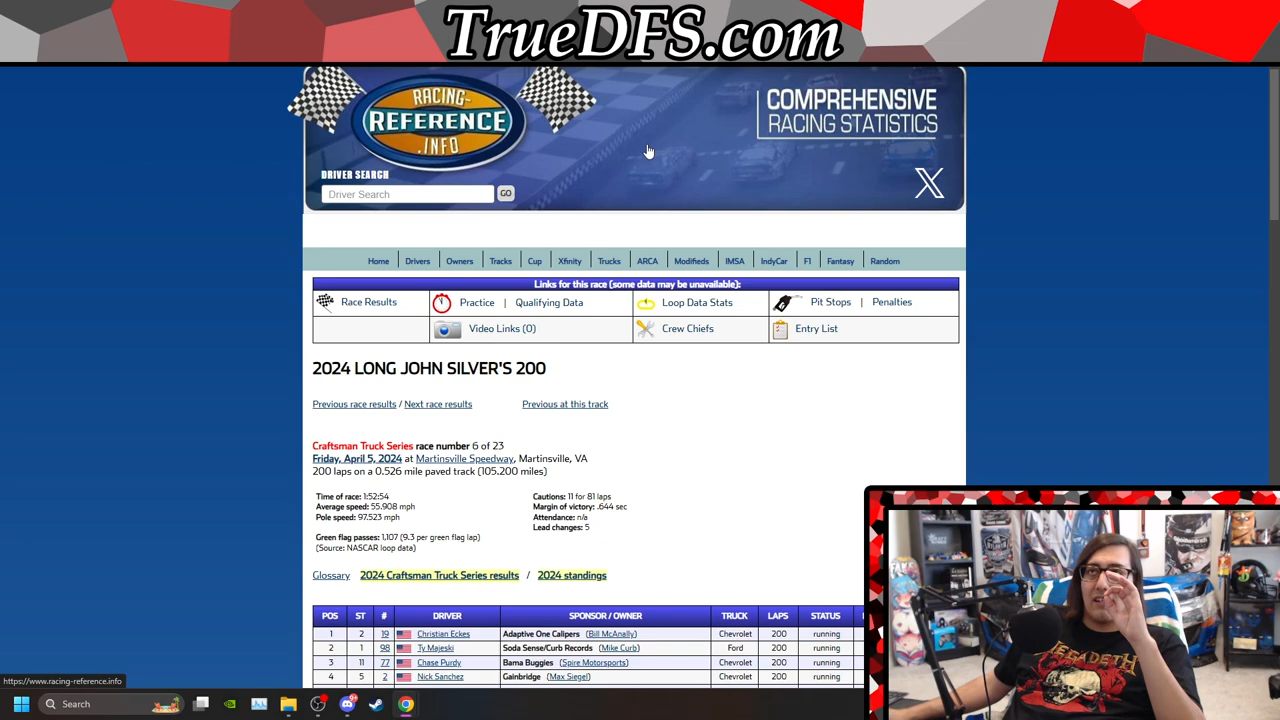 TrueDFS.com
RACING-
REFERENCE
.INFO
COMPREHENSIVE
RACING STATISTICS
DRIVER SEARCH
Driver Search GO
Home Drivers Owners Tracks Cup Xfinity Trucks ARCA Modifieds IMSA IndyCar F1 Fantasy Random
Links for this race (some data may be unavailable):
Race Results Practice | Qualifying Data Loop Data Stats Pit Stops | Penalties
Video Links (0) Crew Chiefs Entry List
2024 LONG JOHN SILVER'S 200
Previous race results / Next race results Previous at this track
Craftsman Truck Series race number 6 of 23
Friday, April 5, 2024 at Martinsville Speedway, Martinsville, VA
200 laps on a 0.526 mile paved track (105.200 miles)
Time of race: 1:52:54 Cautions: 11 for 81 laps
Average speed: 55.908 mph Margin of victory: .644 sec
Pole speed: 97.523 mph Attendance: n/a
Lead changes: 5
Green flag passes: 1,107 (9.3 per green flag lap)
(Source: NASCAR loop data)
Glossary 2024 Craftsman Truck Series results / 2024 standings
POS ST # DRIVER SPONSOR / OWNER TRUCK LAPS STATUS
1 2 19 Christian Eckes Adaptive One Calipers (Bill McAnally) Chevrolet 200 running
2 1 98 Ty Majeski Soda Sense/Curb Records (Mike Curb) Ford 200 running
3 11 77 Chase Purdy Bama Buggies (Spire Motorsports) Chevrolet 200 running
4 5 2 Nick Sanchez Gainbridge (Max Siegel) Chevrolet 200 running
https://www.racing-reference.info
Search
MEGADETH